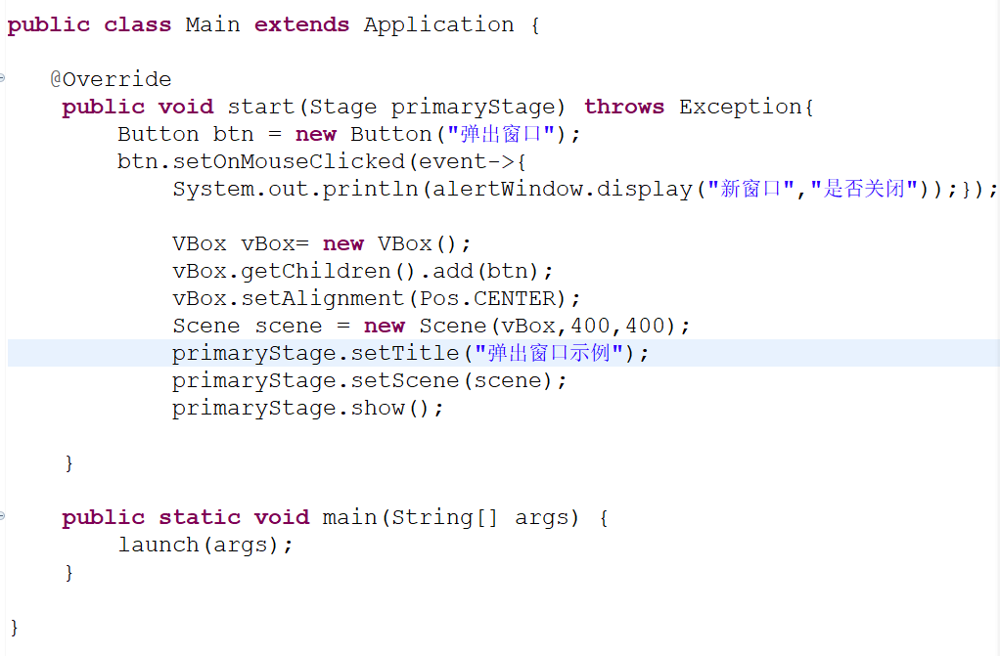 public class Main extends Application {
@Override
public void start(Stage primaryStage) throws Exception{
Button btn = new Button("弹出窗口");
btn.setOnMouseClicked(event->{
System.out.println(alertWindow.display("新窗口","是否关闭"));});
VBox vBox= new VBox();
vBox.getChildren().add(btn);
vBox.setAlignment(Pos.CENTER);
Scene scene = new Scene(vBox,400,400);
primaryStage.setTitle("弹出窗口示例");
primaryStage.setScene(scene);
primaryStage.show();
}
public static void main(String[] args) {
launch(args);
}
}